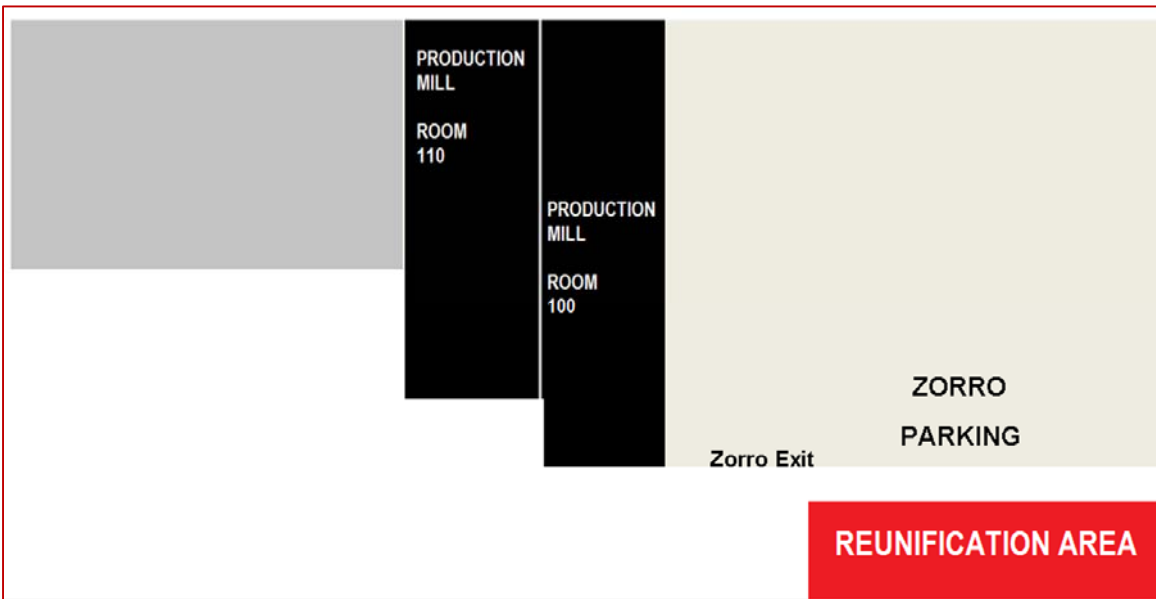 PRODUCTION
MILL
ROOM
110
PRODUCTION
MILL
ROOM
100
ZORRO
PARKING
Zorro Exit
REUNIFICATION AREA